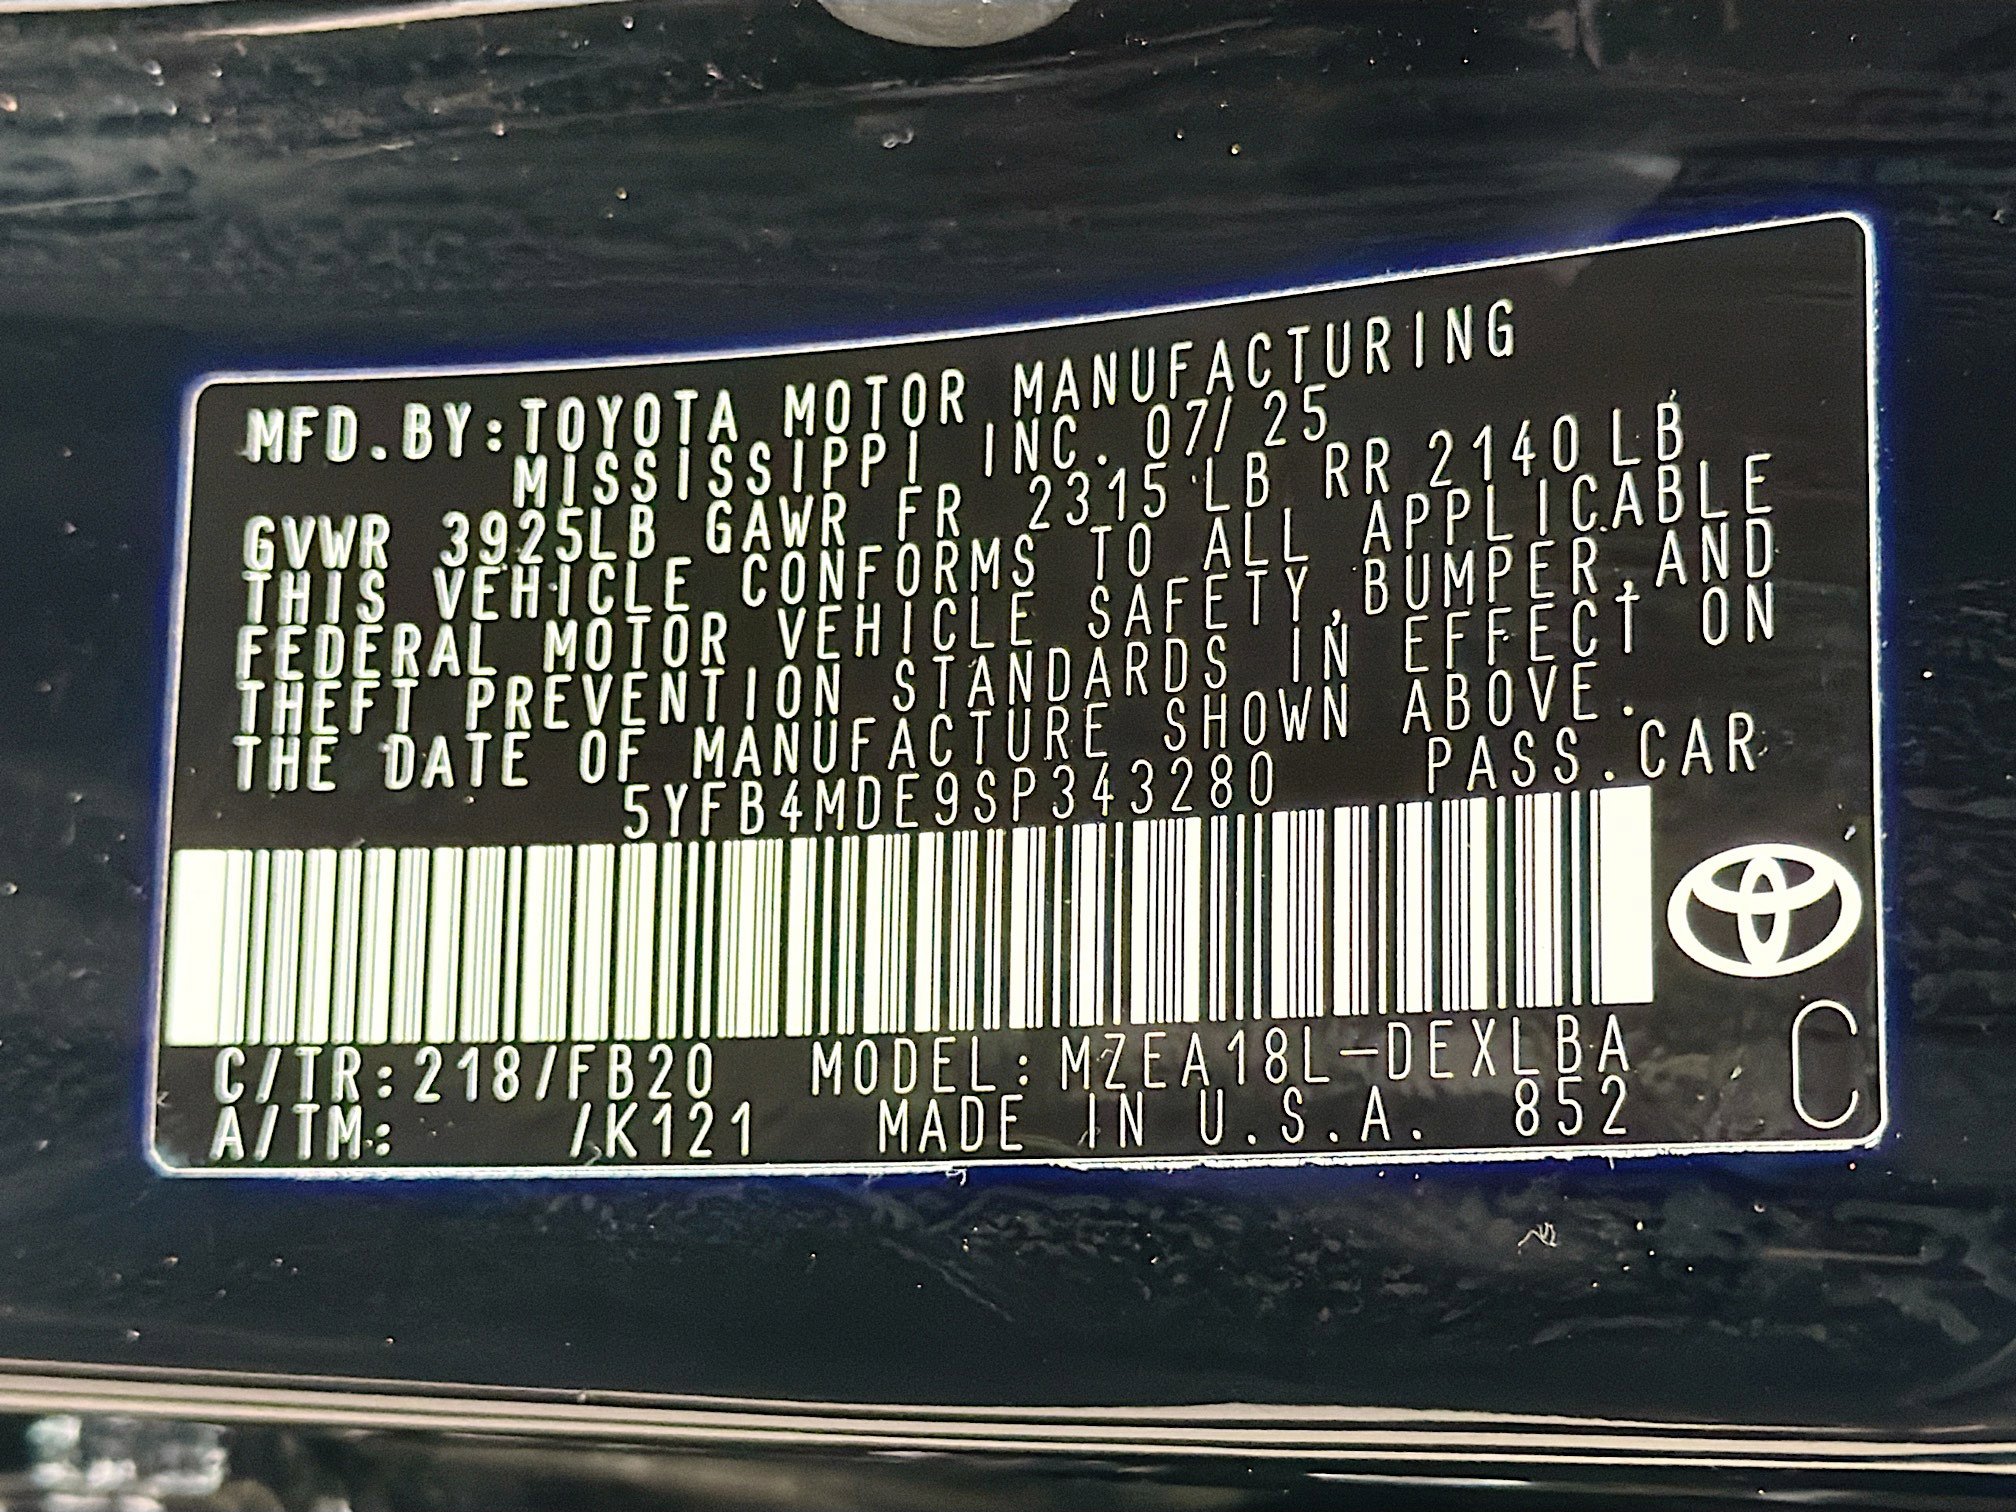 MFD.BY:TOYOTA MOTOR MANUFACTURING
MISSISSIPPI INC. 07/25
GVWR 3925LB GAWR FR 2315 LB RR 2140 LB
THIS VEHICLE CONFORMS TO ALL APPLICABLE
FEDERAL MOTOR VEHICLE SAFETY,BUMPER,AND
THEFT PREVENTION STANDARDS IN EFFECT ON
THE DATE OF MANUFACTURE SHOWN ABOVE.
5YFB4MDE9SP343280 PASS.CAR
C/TR:218/FB20 MODEL:MZEA18L-DEXLBA
A/TM: /K121 MADE IN U.S.A. 852
C